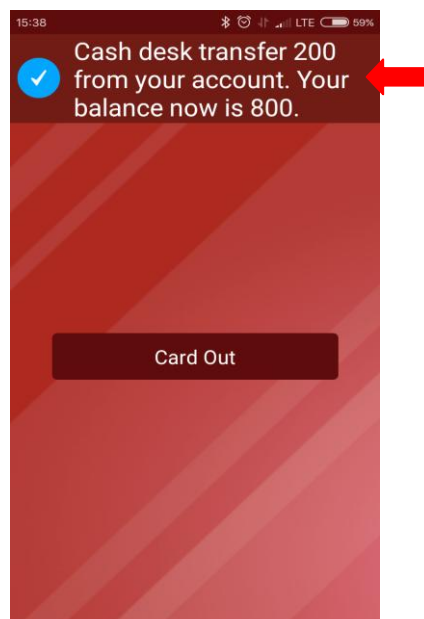 15:38 LTE 59%
Cash desk transfer 200
from your account. Your
balance now is 800.
Card Out